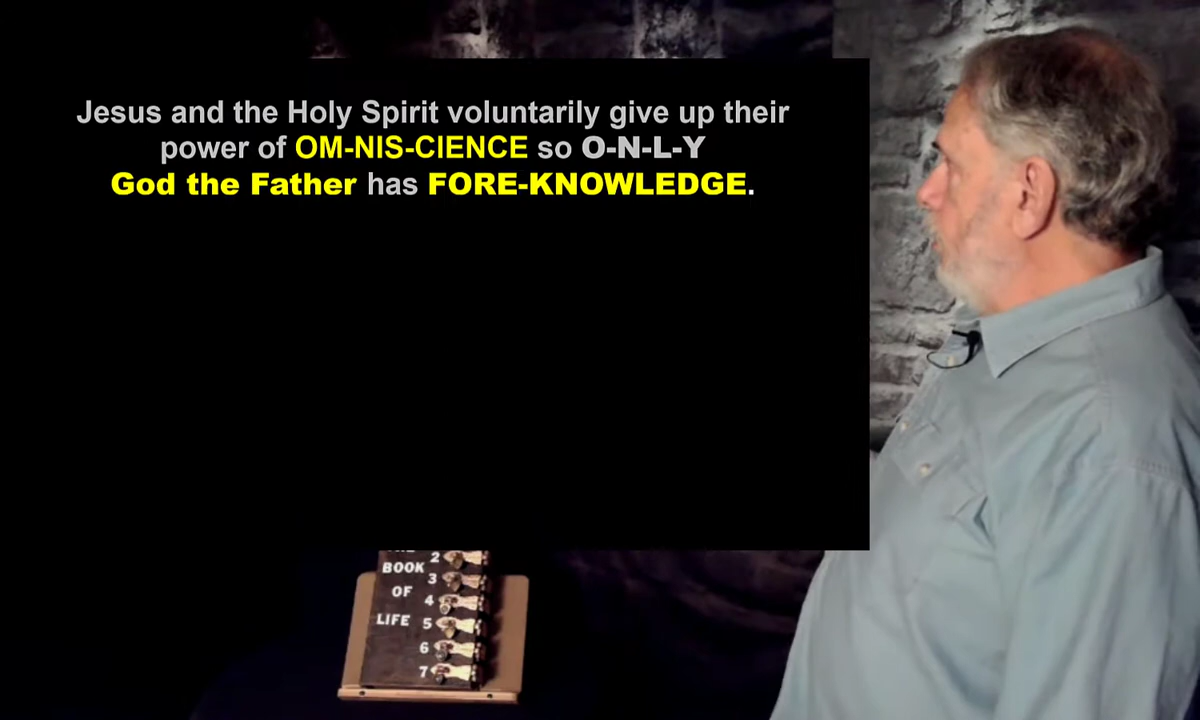 Jesus and the Holy Spirit voluntarily give up their
power of OM-NIS-CIENCE so O-N-L-Y
God the Father has FORE-KNOWLEDGE.
2
BOOK 3
OF 4
LIFE 5
6
7